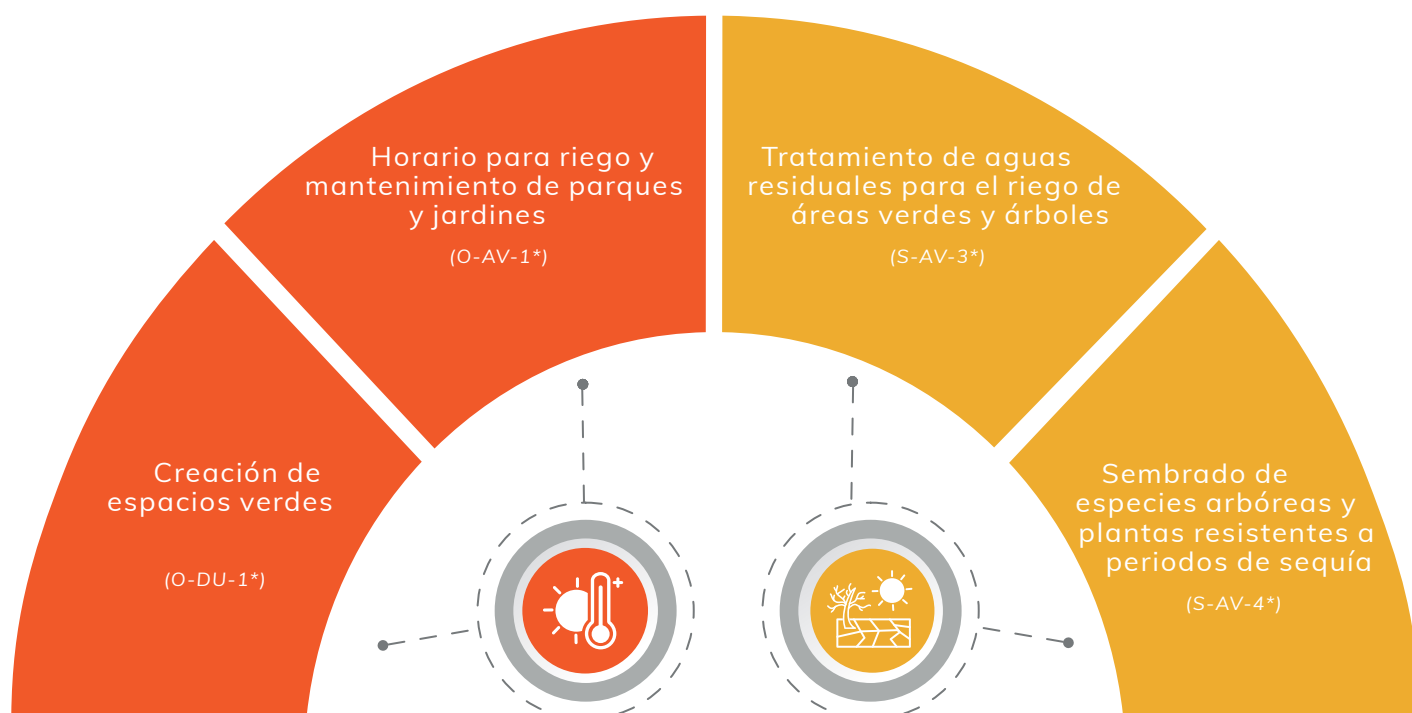 Horario para riego y
mantenimiento de parques
y jardines
(O-AV-1*)
Tratamiento de aguas
residuales para el riego de
áreas verdes y árboles
(S-AV-3*)
Creación de
espacios verdes
(O-DU-1*)
Sembrado de
especies arbóreas y
plantas resistentes a
periodos de sequía
(S-AV-4*)